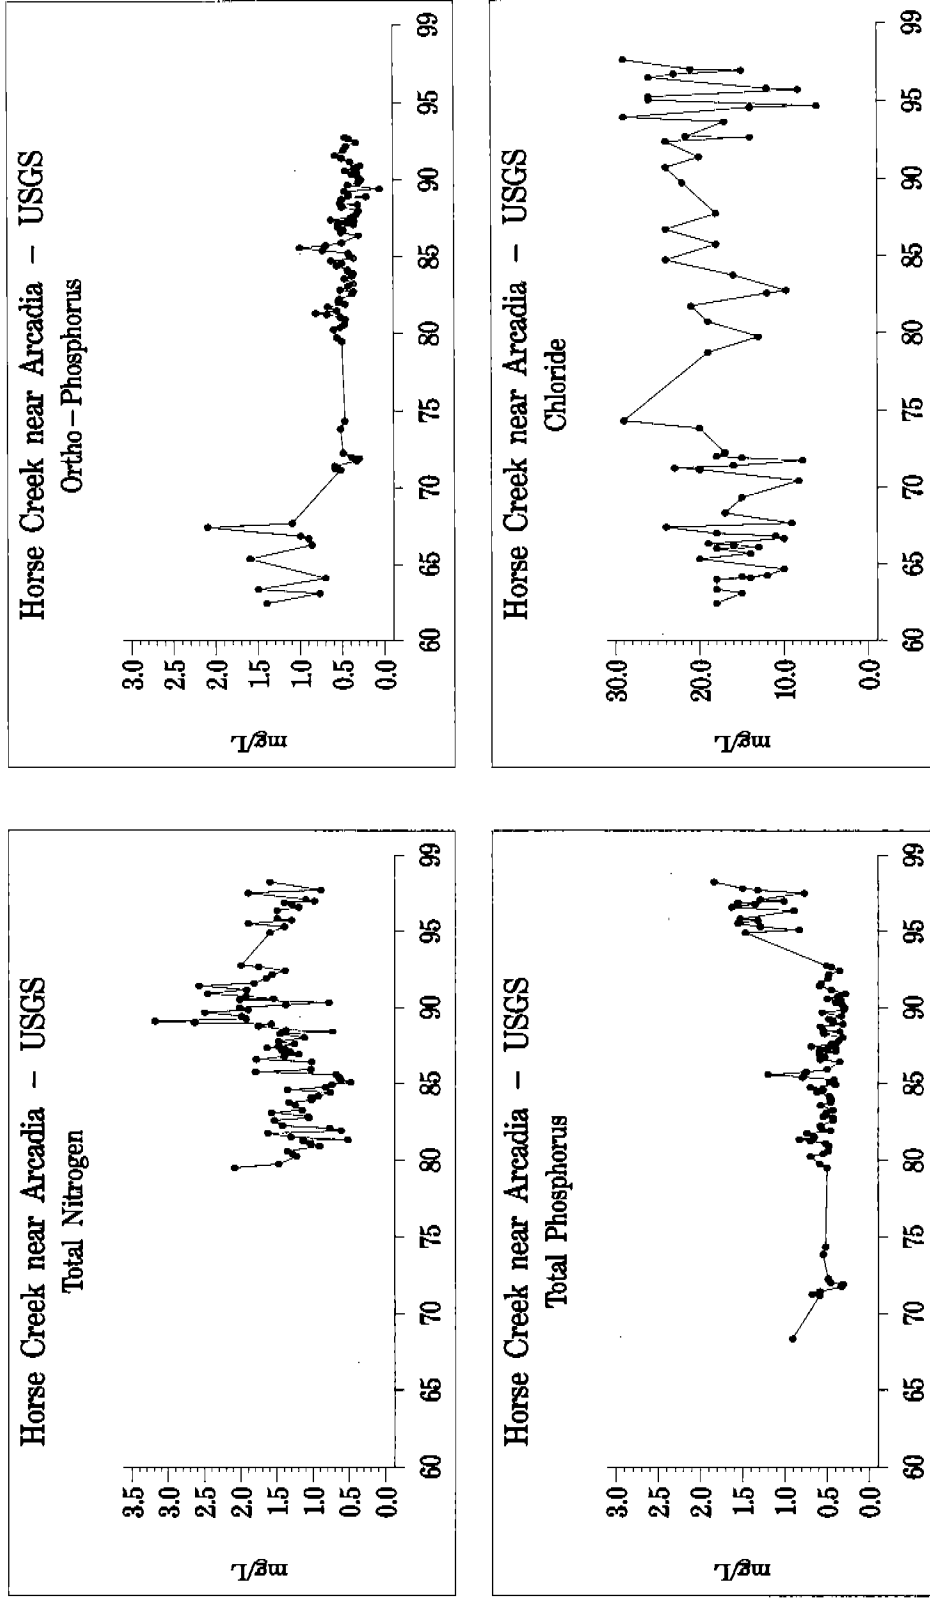 Horse Creek near Arcadia – USGS
Total Nitrogen
mg/L
3.5
3.0
2.5
2.0
1.5
1.0
0.5
0.0
60 65 70 75 80 85 90 95 99
Horse Creek near Arcadia – USGS
Ortho–Phosphorus
mg/L
3.0
2.5
2.0
1.5
1.0
0.5
0.0
60 65 70 75 80 85 90 95 99
Horse Creek near Arcadia – USGS
Total Phosphorus
mg/L
3.0
2.5
2.0
1.5
1.0
0.5
0.0
60 65 70 75 80 85 90 95 99
Horse Creek near Arcadia – USGS
Chloride
mg/L
30.0
20.0
10.0
0.0
60 65 70 75 80 85 90 95 99